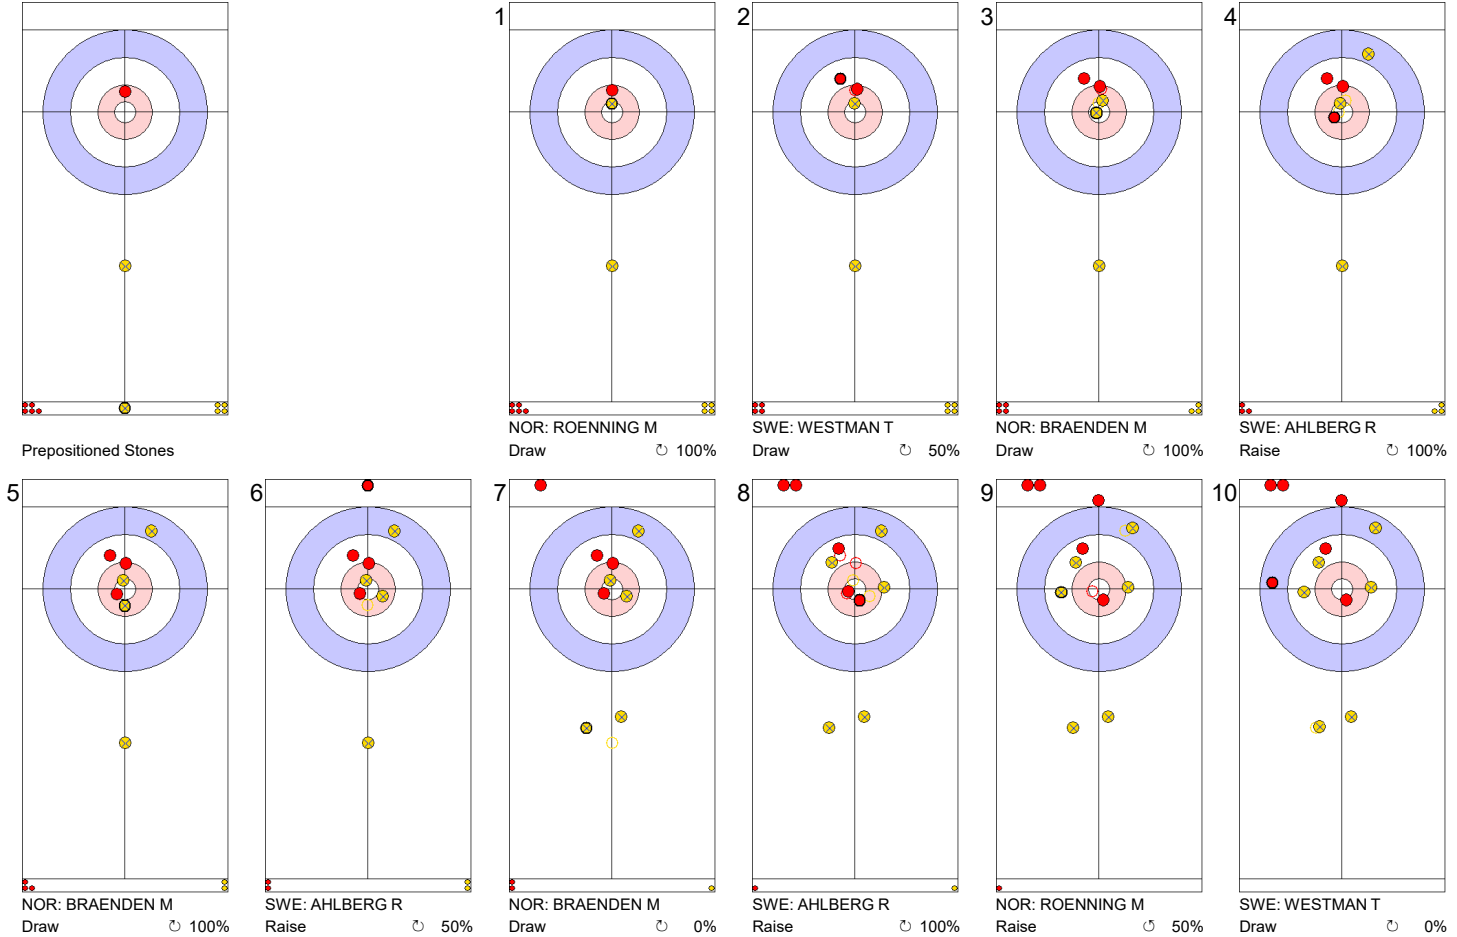 Prepositioned Stones
1
NOR: ROENNING M
Draw ↻ 100%
2
SWE: WESTMAN T
Draw ↻ 50%
3
NOR: BRAENDEN M
Draw ↻ 100%
4
SWE: AHLBERG R
Raise ↻ 100%
5
NOR: BRAENDEN M
Draw ↻ 100%
6
SWE: AHLBERG R
Raise ↻ 50%
7
NOR: BRAENDEN M
Draw ↻ 0%
8
SWE: AHLBERG R
Raise ↻ 100%
9
NOR: ROENNING M
Raise ↺ 50%
10
SWE: WESTMAN T
Draw ↻ 0%